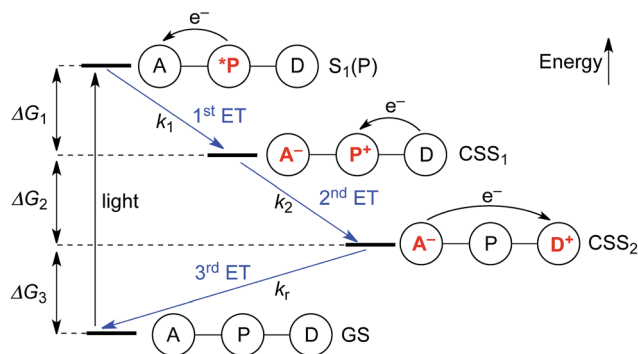 e⁻
A *P D S₁(P)
Energy
ΔG₁
k₁
1ˢᵗ ET
e⁻
A⁻ P⁺ D CSS₁
ΔG₂
light
k₂
2ⁿᵈ ET
e⁻
A⁻ P D⁺ CSS₂
ΔG₃
3ʳᵈ ET
kᵣ
A P D GS